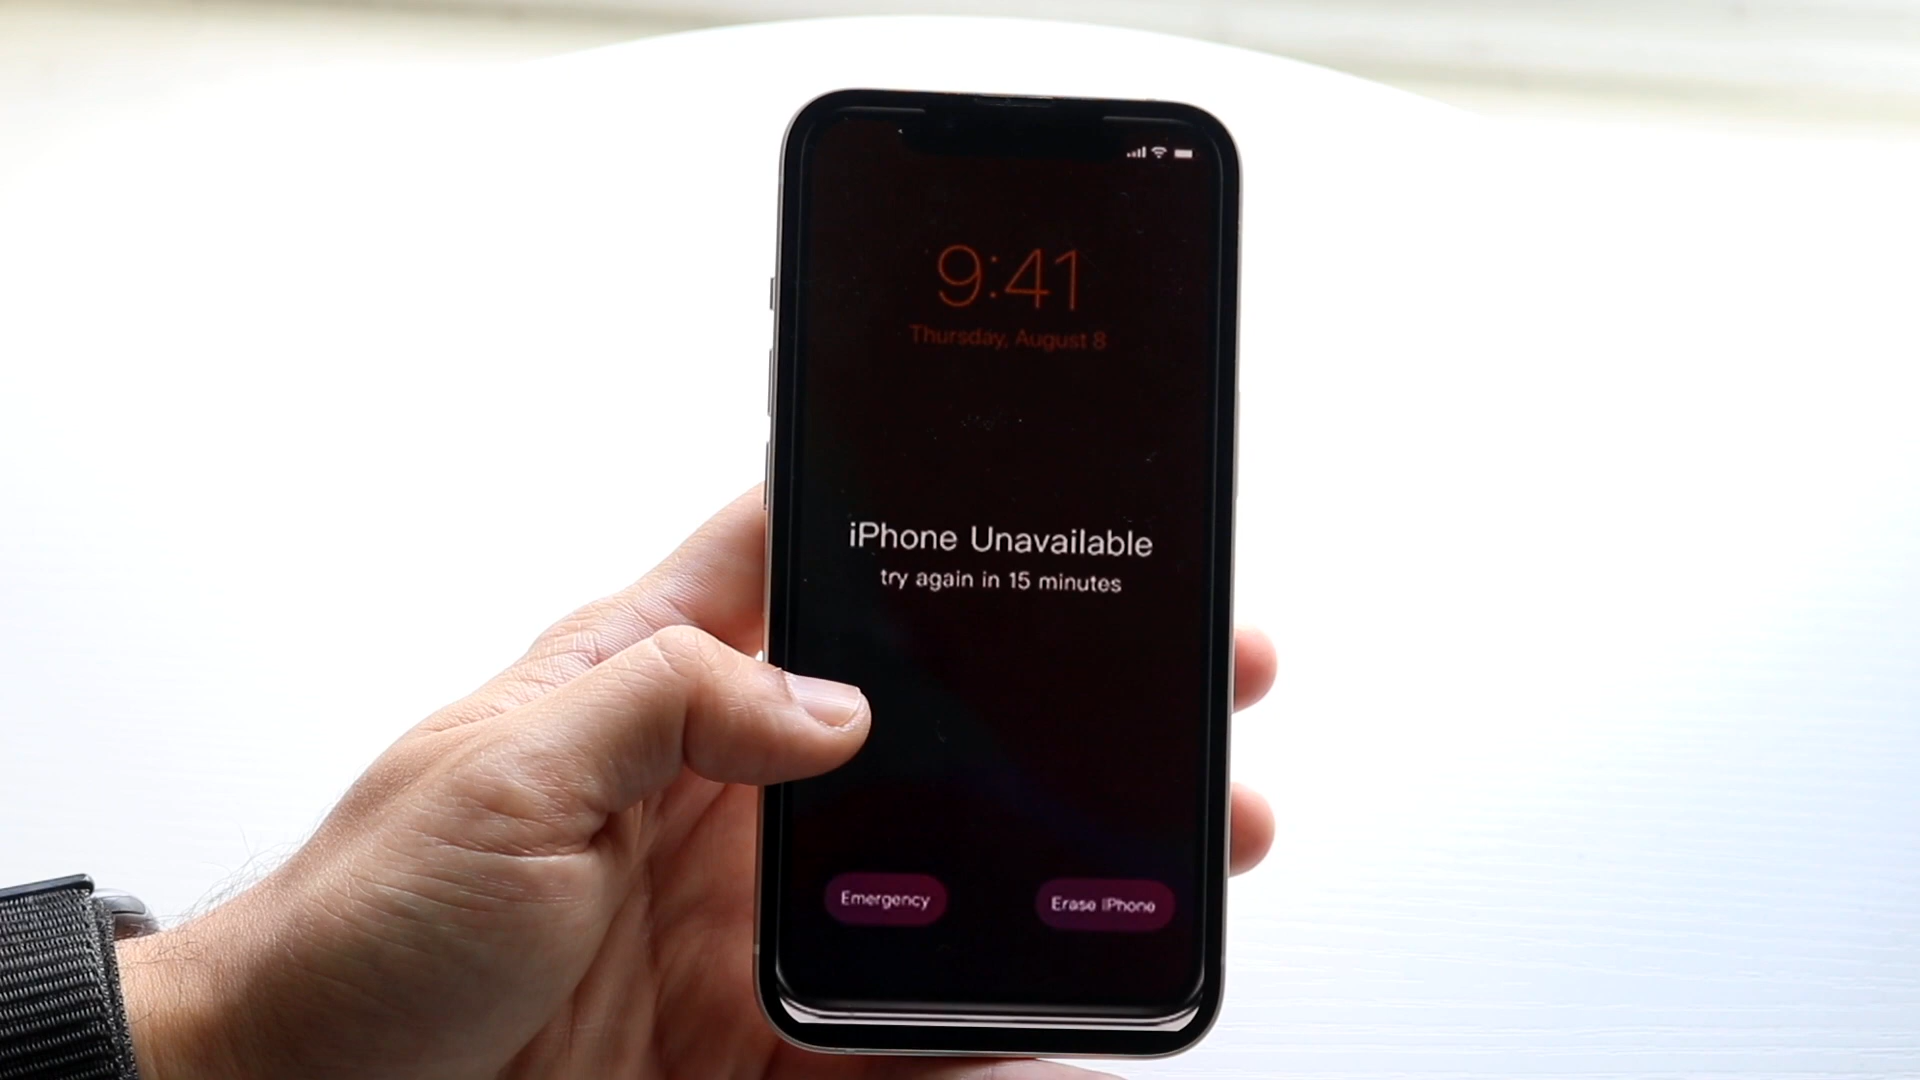 9:41
Thursday, August 8
iPhone Unavailable
try again in 15 minutes
Emergency
Erase iPhone